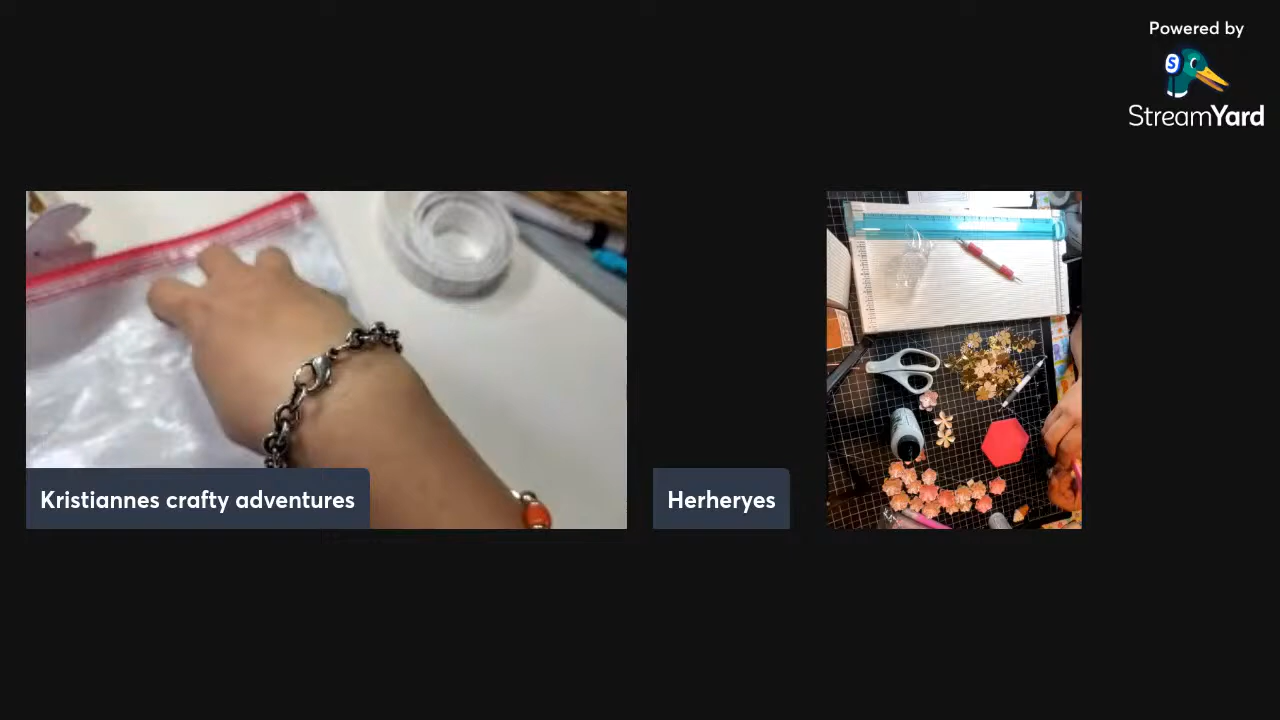 Powered by
S
StreamYard
Kristiannes crafty adventures
Herheryes